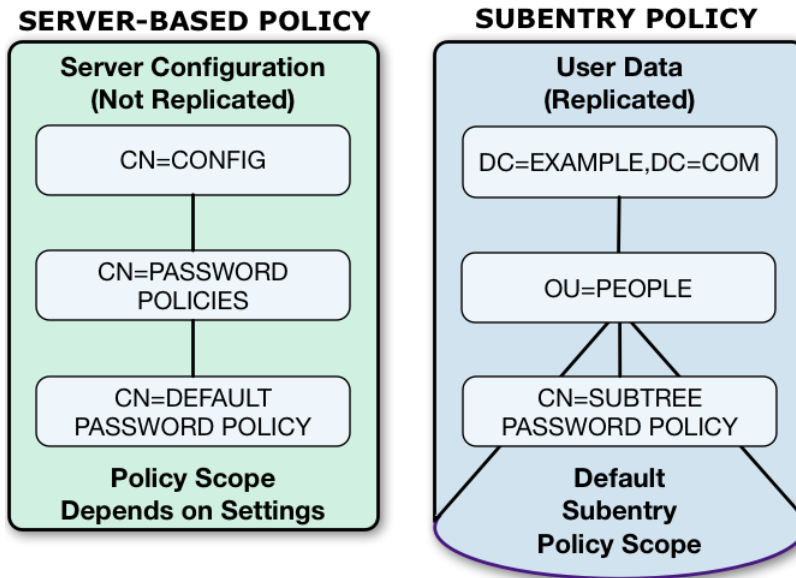 SERVER-BASED POLICY
Server Configuration
(Not Replicated)
CN=CONFIG
CN=PASSWORD
POLICIES
CN=DEFAULT
PASSWORD POLICY
Policy Scope
Depends on Settings
SUBENTRY POLICY
User Data
(Replicated)
DC=EXAMPLE,DC=COM
OU=PEOPLE
CN=SUBTREE
PASSWORD POLICY
Default
Subentry
Policy Scope